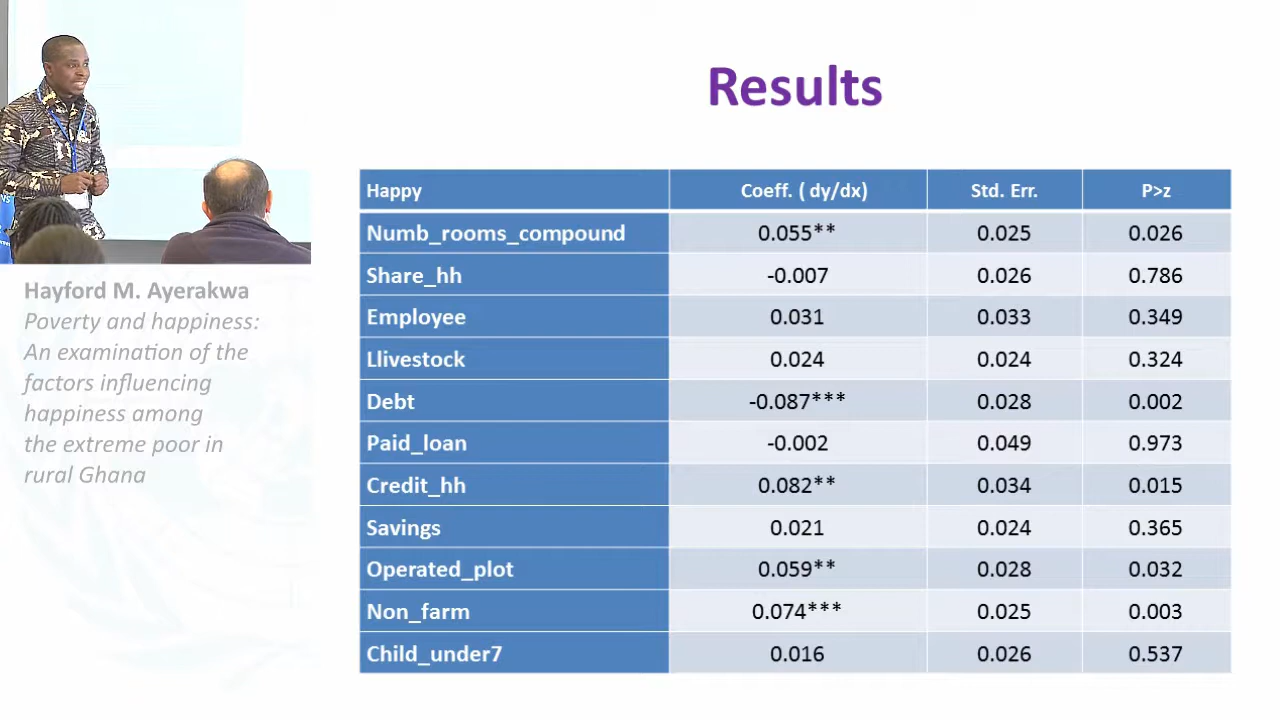 Results
Happy Coeff. ( dy/dx) Std. Err. P>z
Numb_rooms_compound 0.055** 0.025 0.026
Share_hh -0.007 0.026 0.786
Employee 0.031 0.033 0.349
Llivestock 0.024 0.024 0.324
Debt -0.087*** 0.028 0.002
Paid_loan -0.002 0.049 0.973
Credit_hh 0.082** 0.034 0.015
Savings 0.021 0.024 0.365
Operated_plot 0.059** 0.028 0.032
Non_farm 0.074*** 0.025 0.003
Child_under7 0.016 0.026 0.537
Hayford M. Ayerakwa
Poverty and happiness:
An examination of the
factors influencing
happiness among
the extreme poor in
rural Ghana